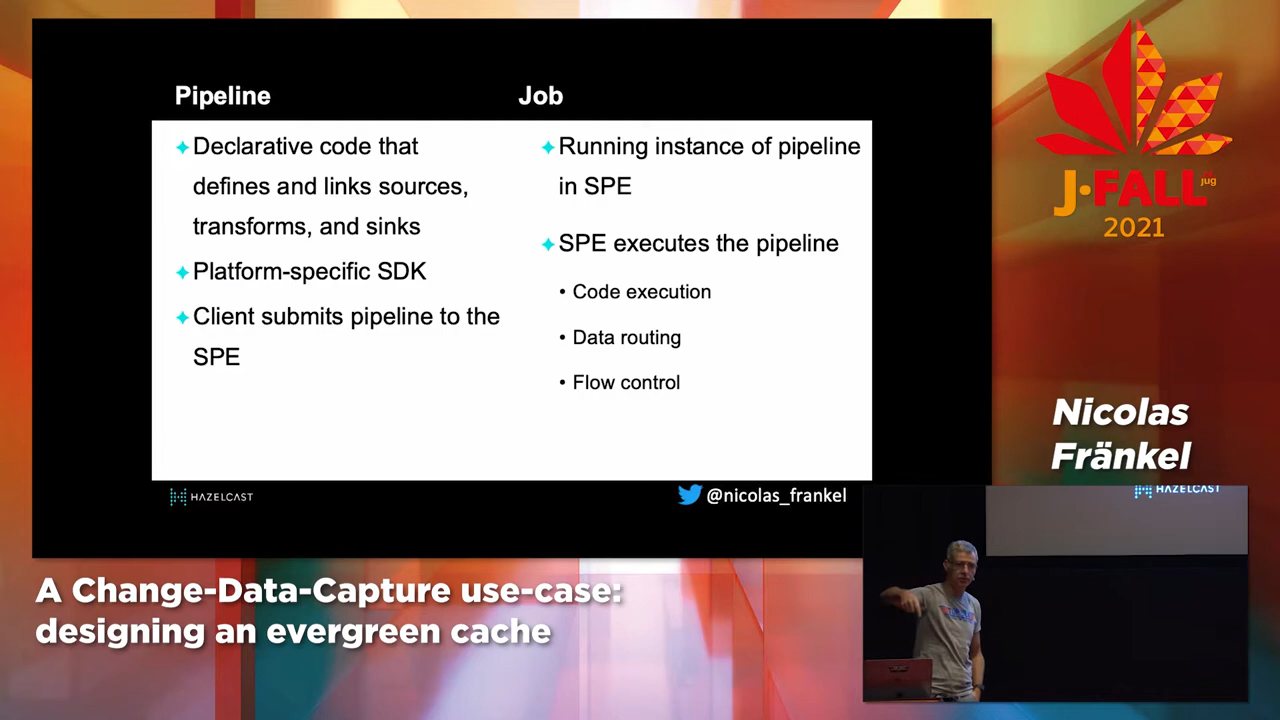 Pipeline
Declarative code that
defines and links sources,
transforms, and sinks
Platform-specific SDK
Client submits pipeline to the
SPE
Job
Running instance of pipeline
in SPE
SPE executes the pipeline
• Code execution
• Data routing
• Flow control
HAZELCAST
@nicolas_frankel
J•FALL
jug
2021
Nicolas
Fränkel
HAZELCAST
A Change-Data-Capture use-case:
designing an evergreen cache